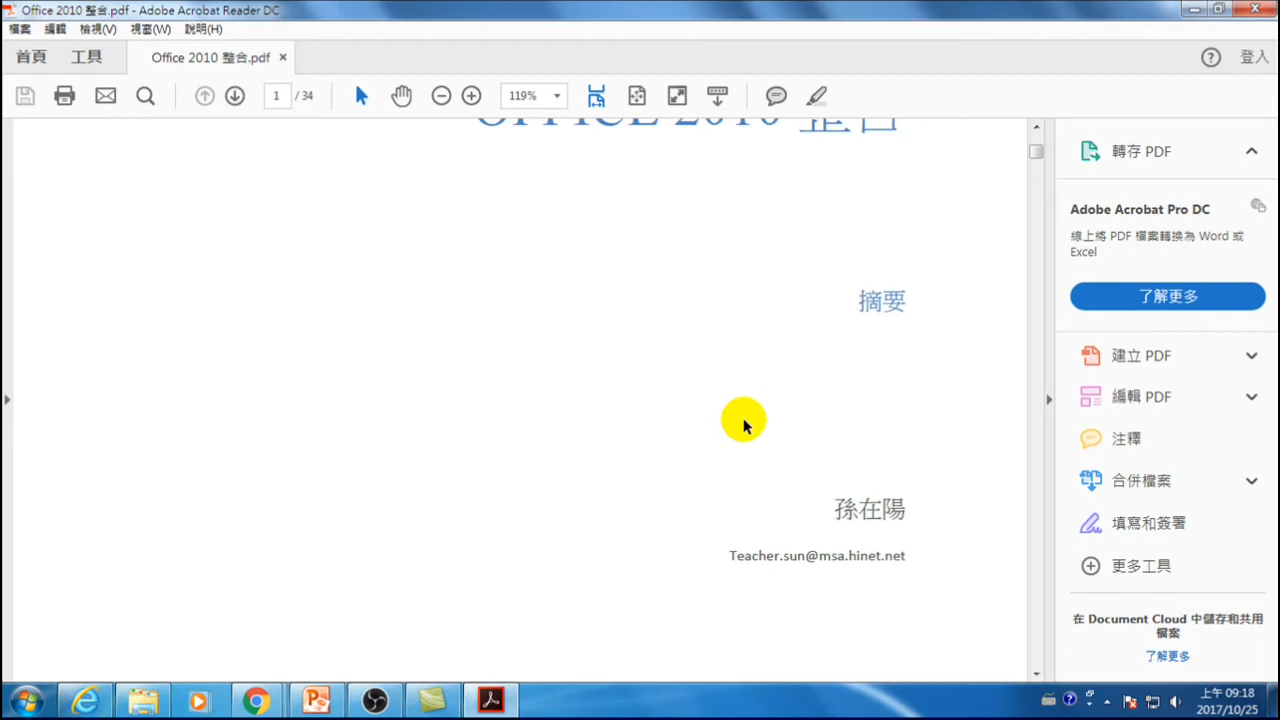 Office 2010 整合.pdf - Adobe Acrobat Reader DC
檔案 編輯 檢視(V) 視窗(W) 說明(H)
首頁 工具 Office 2010 整合.pdf × ? 登入
1 / 34 119%
OFFICE 2010 整合
摘要
孫在陽
Teacher.sun@msa.hinet.net
轉存 PDF
Adobe Acrobat Pro DC
線上將 PDF 檔案轉換為 Word 或
Excel
了解更多
建立 PDF
編輯 PDF
注釋
合併檔案
填寫和簽署
更多工具
在 Document Cloud 中儲存和共用
檔案
了解更多
上午 09:18
2017/10/25